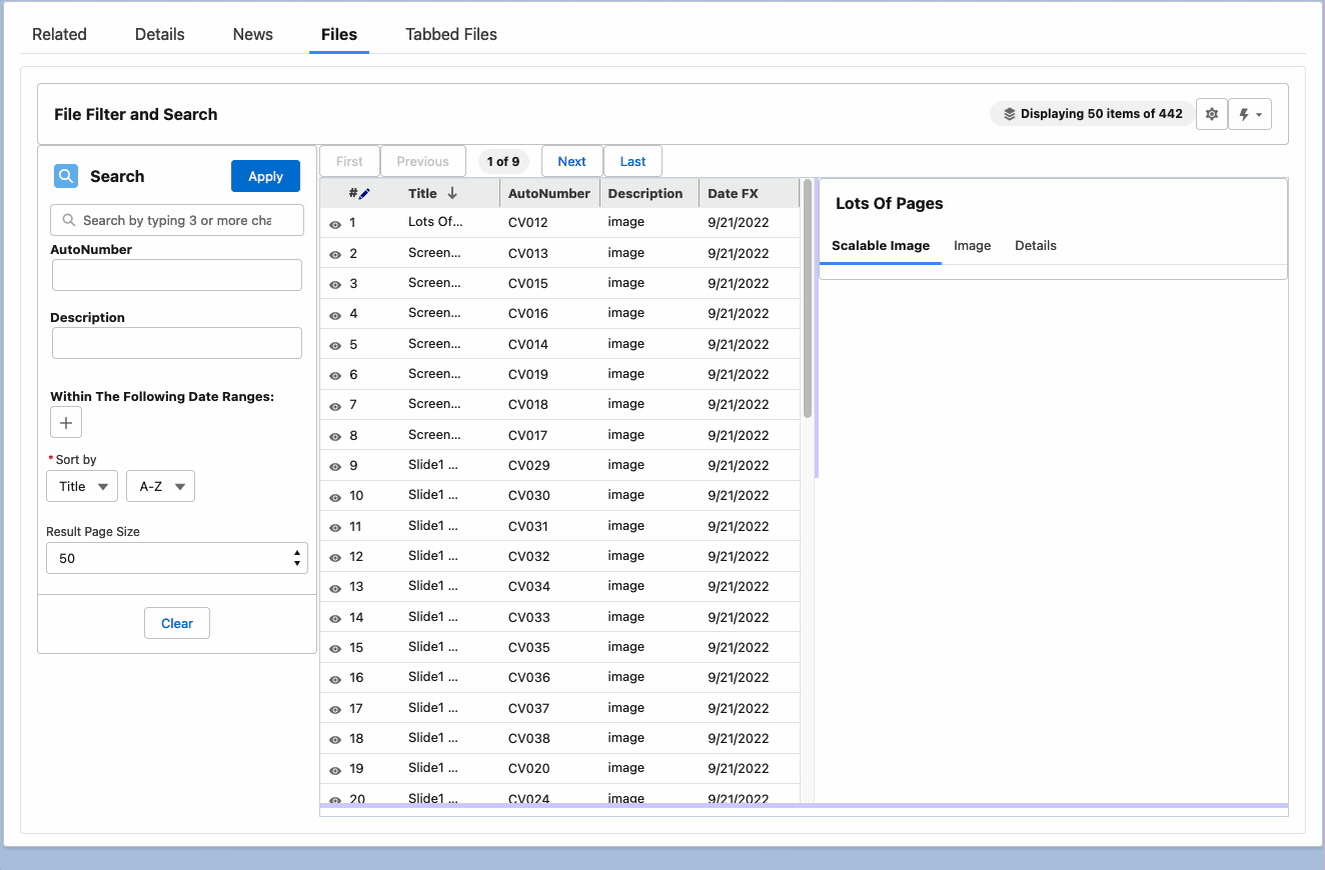 Related Details News Files Tabbed Files
File Filter and Search Displaying 50 items of 442
Search Apply
Search by typing 3 or more cha
AutoNumber
Description
Within The Following Date Ranges:
* Sort by
Title A-Z
Result Page Size
50
Clear
First Previous 1 of 9 Next Last
# Title AutoNumber Description Date FX
1 Lots Of... CV012 image 9/21/2022
2 Screen... CV013 image 9/21/2022
3 Screen... CV015 image 9/21/2022
4 Screen... CV016 image 9/21/2022
5 Screen... CV014 image 9/21/2022
6 Screen... CV019 image 9/21/2022
7 Screen... CV018 image 9/21/2022
8 Screen... CV017 image 9/21/2022
9 Slide1 ... CV029 image 9/21/2022
10 Slide1 ... CV030 image 9/21/2022
11 Slide1 ... CV031 image 9/21/2022
12 Slide1 ... CV032 image 9/21/2022
13 Slide1 ... CV034 image 9/21/2022
14 Slide1 ... CV033 image 9/21/2022
15 Slide1 ... CV035 image 9/21/2022
16 Slide1 ... CV036 image 9/21/2022
17 Slide1 ... CV037 image 9/21/2022
18 Slide1 ... CV038 image 9/21/2022
19 Slide1 ... CV020 image 9/21/2022
20 Slide1 ... CV024 image 9/21/2022
Lots Of Pages
Scalable Image Image Details